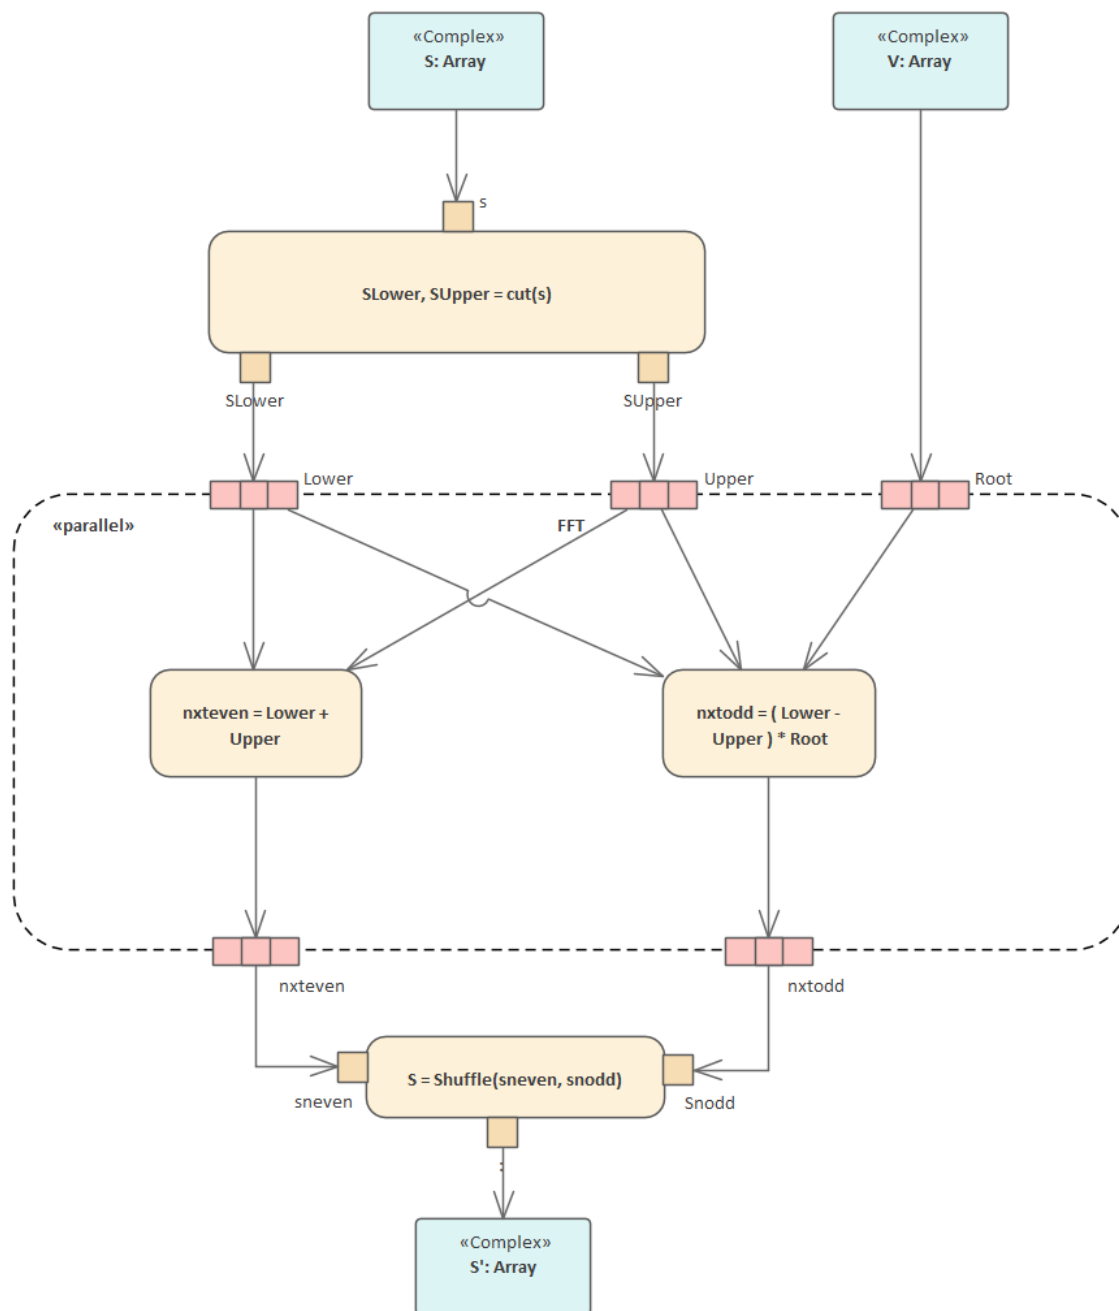 «Complex»
S: Array
«Complex»
V: Array
s
SLower, SUpper = cut(s)
SLower
SUpper
Lower
Upper
Root
«parallel»
FFT
nxteven = Lower +
Upper
nxtodd = ( Lower -
Upper ) * Root
nxteven
nxtodd
S = Shuffle(sneven, snodd)
sneven
Snodd
:
«Complex»
S': Array